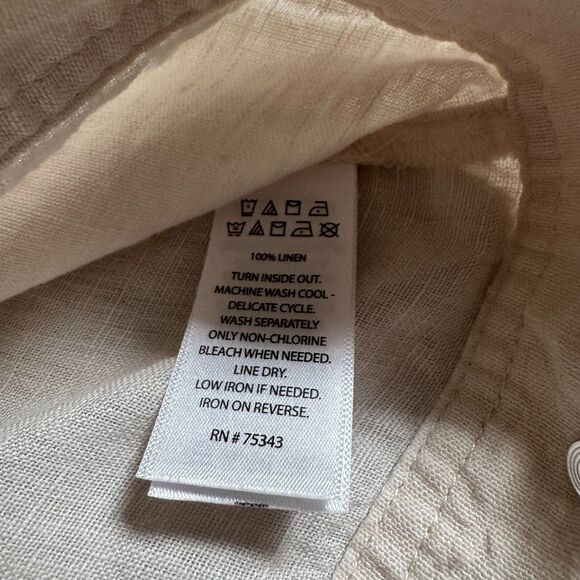 100% LINEN
TURN INSIDE OUT.
MACHINE WASH COOL -
DELICATE CYCLE.
WASH SEPARATELY
ONLY NON-CHLORINE
BLEACH WHEN NEEDED.
LINE DRY.
LOW IRON IF NEEDED.
IRON ON REVERSE.
RN # 75343